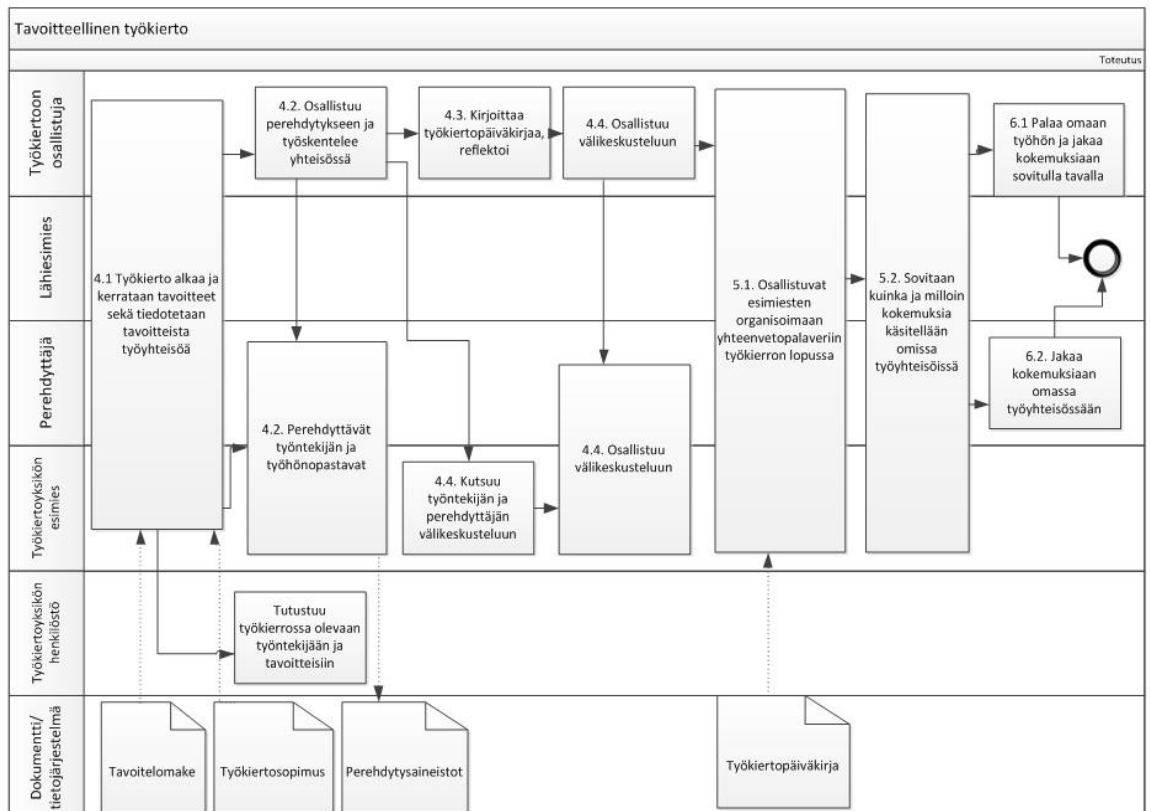 Tavoitteellinen työkierto
Toteutus
Työkiertoon
osallistuja
4.2. Osallistuu
perehdytykseen ja
työskentelee
yhteisössä
4.3. Kirjoittaa
työkiertopäiväkirjaa,
reflektoi
4.4. Osallistuu
välikeskusteluun
6.1 Palaa omaan
työhön ja jakaa
kokemuksiaan
sovitulla tavalla
Lähiesimies
4.1 Työkierto alkaa ja
kerrataan tavoitteet
sekä tiedotetaan
tavoitteista
työyhteisöä
5.1. Osallistuvat
esimiesten
organisoimaan
yhteenvetopalaveriin
työkierron lopussa
5.2. Sovitaan
kuinka ja milloin
kokemuksia
käsitellään
omissa
työyhteisöissä
Perehdyttäjä
6.2. Jakaa
kokemuksiaan
omassa
työyhteisössään
4.2. Perehdyttävät
työntekijän ja
työhönopastavat
4.4. Osallistuu
välikeskusteluun
Työkiertoyksikön
esimies
4.4. Kutsuu
työntekijän ja
perehdyttäjän
välikeskusteluun
Työkiertoyksikön
henkilöstö
Tutustuu
työkierrossa olevaan
työntekijään ja
tavoitteisiin
Dokumentti/
tietojärjestelmä
Tavoitelomake
Työkiertosopimus
Perehdytysaineistot
Työkiertopäiväkirja